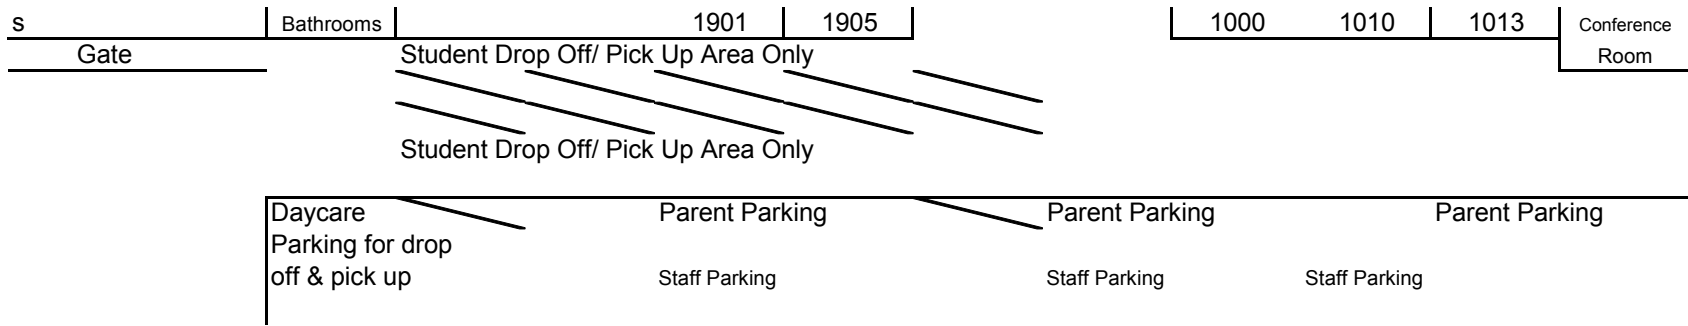 s Bathrooms 1901 1905 1000 1010 1013 Conference
Gate Student Drop Off/ Pick Up Area Only Room
Student Drop Off/ Pick Up Area Only
Daycare Parent Parking Parent Parking Parent Parking
Parking for drop
off & pick up Staff Parking Staff Parking Staff Parking